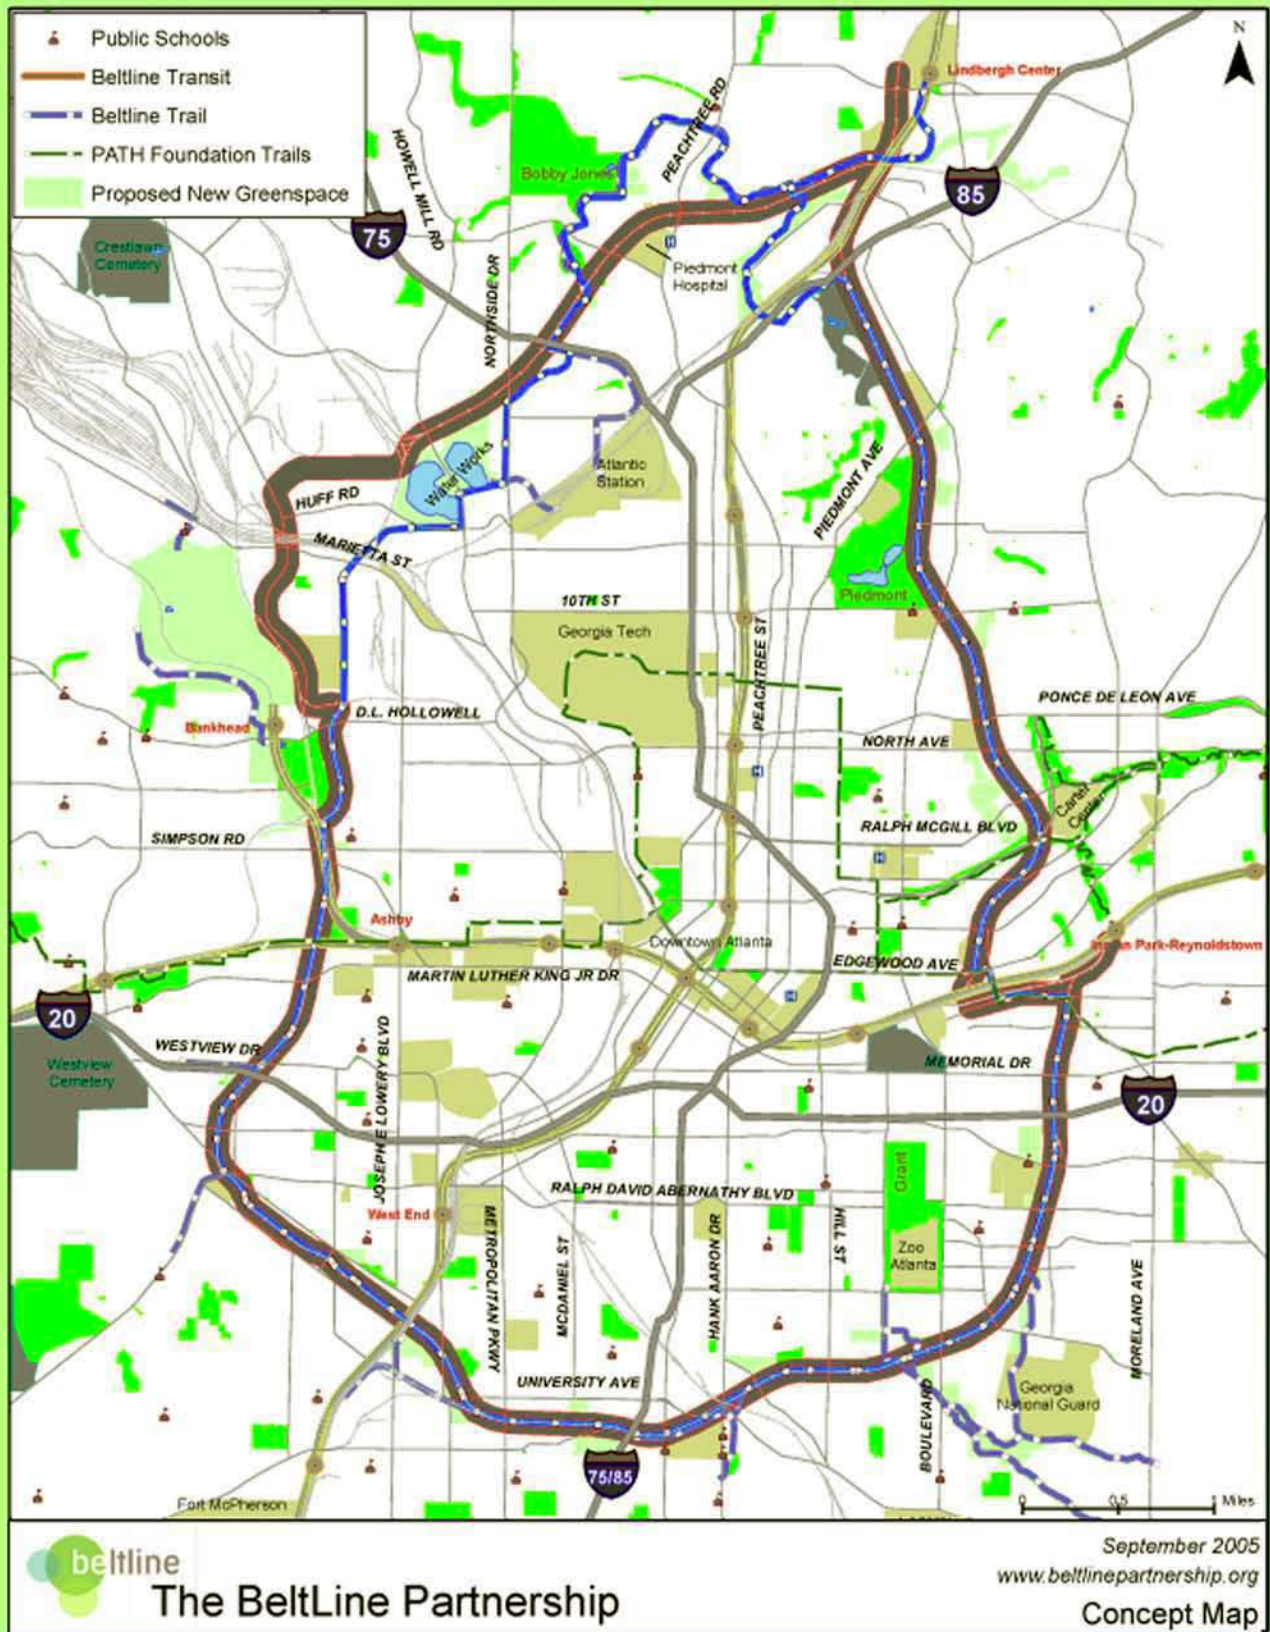 Public Schools
Beltline Transit
Beltline Trail
PATH Foundation Trails
Proposed New Greenspace
N
Lindbergh Center
PEACHTREE RD
HOWELL MILL RD
Bobby Jones
85
75
Crestlawn
Cemetery
H
Piedmont
Hospital
NORTHSIDE DR
Water Works
Atlantic
Station
PIEDMONT AVE
HUFF RD
MARIETTA ST
Piedmont
10TH ST
Georgia Tech
PEACHTREE ST
PONCE DE LEON AVE
D.L. HOLLOWELL
Bankhead
NORTH AVE
H
Carter
Center
RALPH MCGILL BLVD
SIMPSON RD
H
Ashby
Downtown Atlanta
Park-Reynoldstown
EDGEWOOD AVE
MARTIN LUTHER KING JR DR
H
20
WESTVIEW DR
Westview
Cemetery
JOSEPH E LOWERY BLVD
MEMORIAL DR
20
Grant
RALPH DAVID ABERNATHY BLVD
West End
METROPOLITAN PKWY
MCDANIEL ST
HANK AARON DR
HILL ST
Zoo
Atlanta
MORELAND AVE
UNIVERSITY AVE
Georgia
National Guard
BOULEVARD
75/85
Fort McPherson
0 0.5 1 Miles
beltline
The BeltLine Partnership
September 2005
www.beltlinepartnership.org
Concept Map